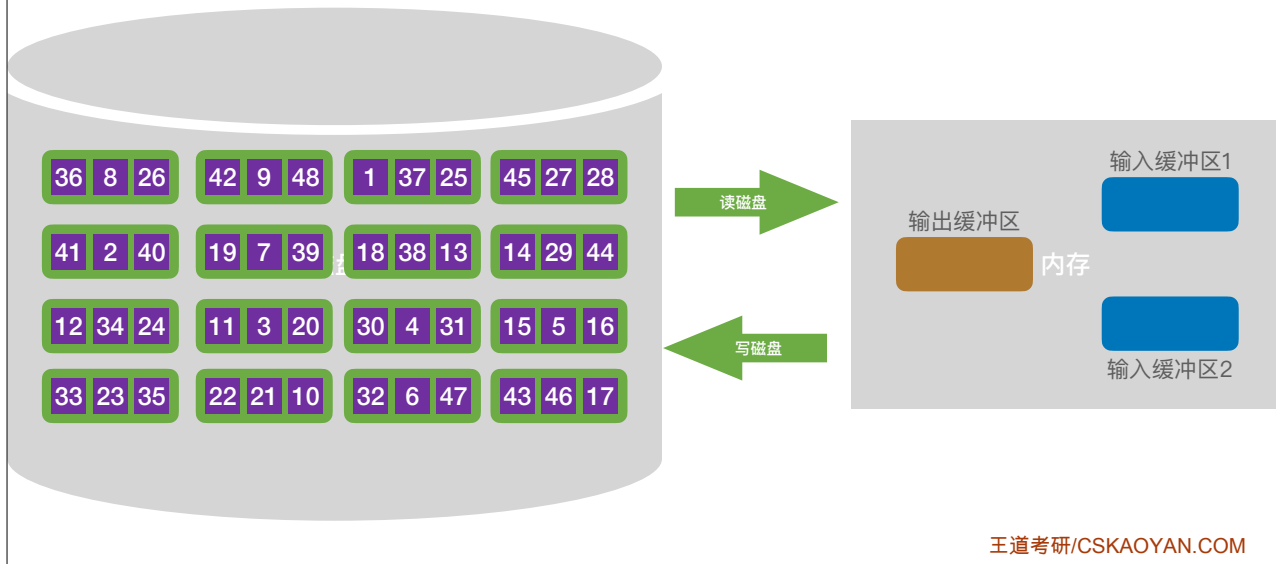 36 8 26 42 9 48 1 37 25 45 27 28
41 2 40 19 7 39 18 38 13 14 29 44
12 34 24 11 3 20 30 4 31 15 5 16
33 23 35 22 21 10 32 6 47 43 46 17
读磁盘
写磁盘
输入缓冲区1
输出缓冲区
内存
输入缓冲区2
王道考研/CSKAOYAN.COM